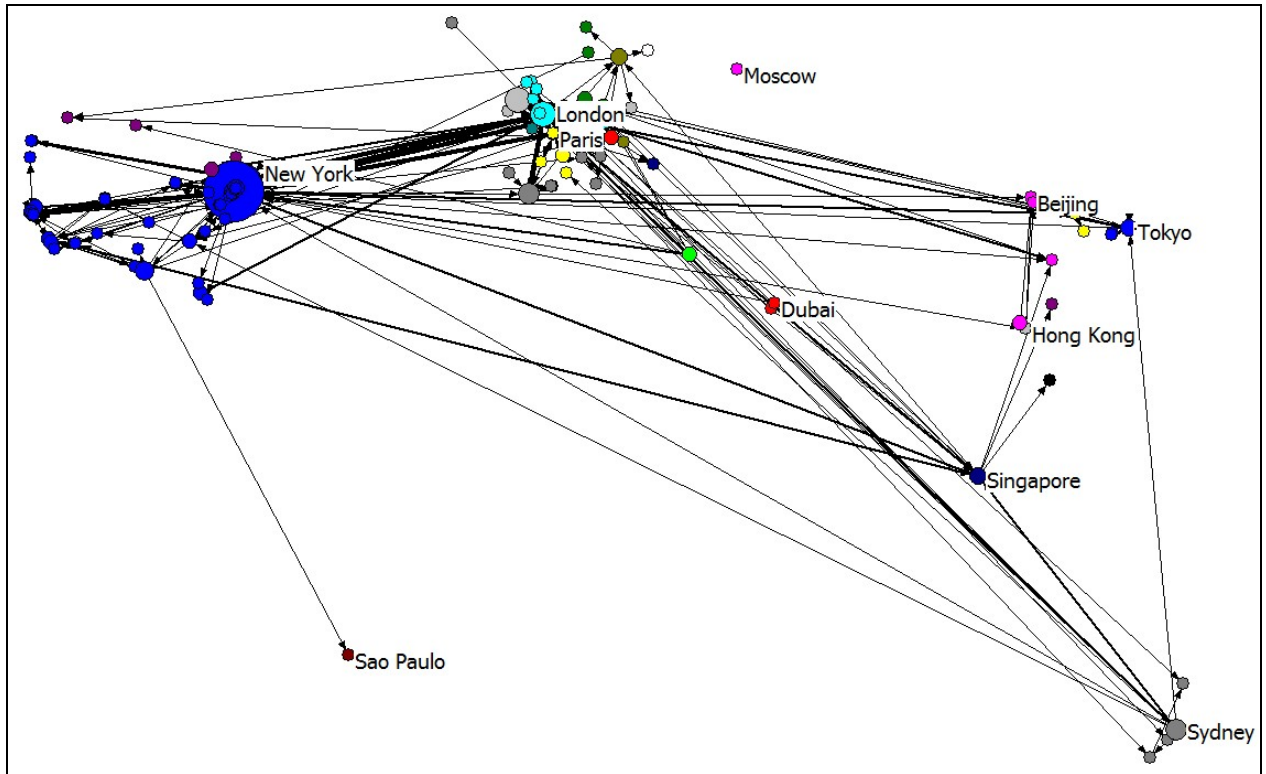 Moscow
London
Paris
New York
Beijing
Tokyo
Dubai
Hong Kong
Singapore
Sao Paulo
Sydney